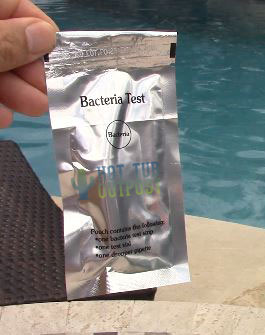 Bacteria Test
Bacteria
HOT TUB
OUTPOST
Pouch contains the following:
•one bacteria test strip
•one test vial
•one dropper pipette